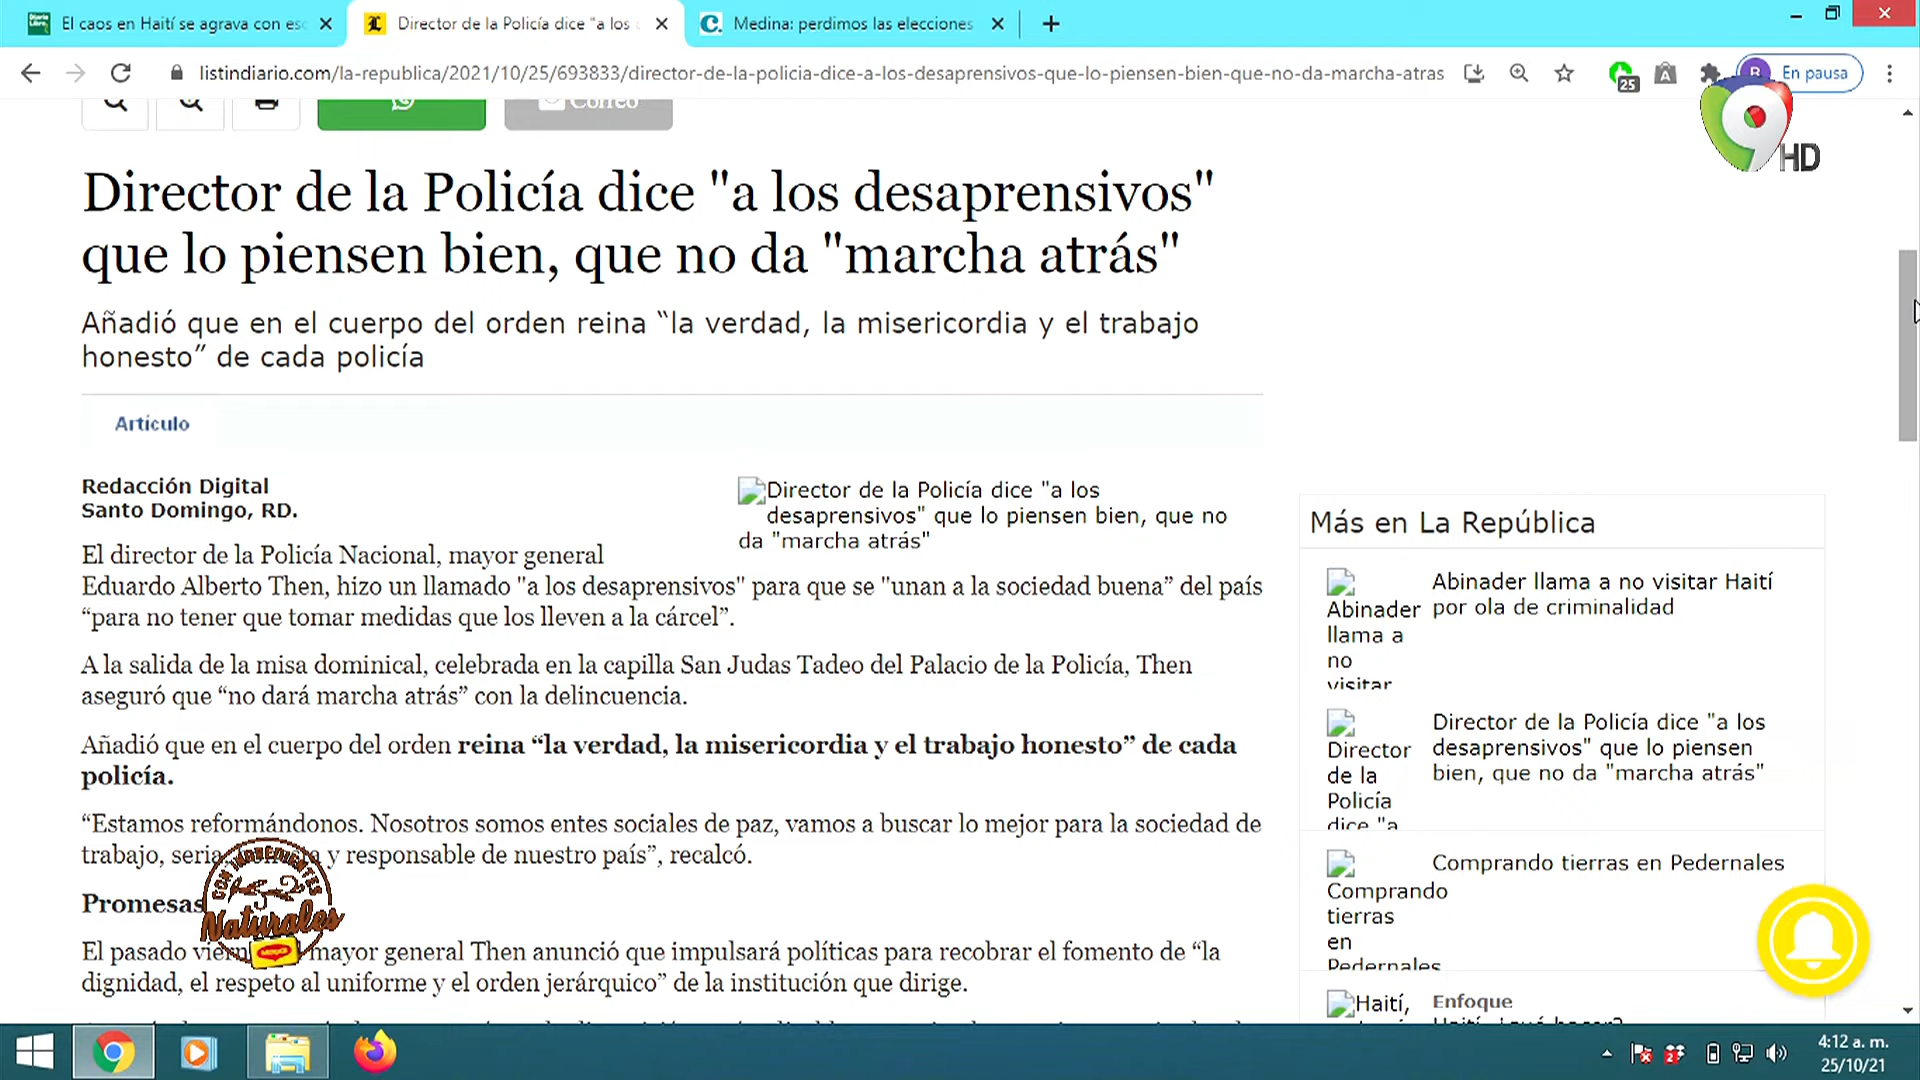 El caos en Haití se agrava con esc
Director de la Policía dice "a los
Medina: perdimos las elecciones
listindiario.com/la-republica/2021/10/25/693833/director-de-la-policia-dice-a-los-desaprensivos-que-lo-piensen-bien-que-no-da-marcha-atras
25
R
En pausa
Correo
HD
Director de la Policía dice "a los desaprensivos"
que lo piensen bien, que no da "marcha atrás"
Añadió que en el cuerpo del orden reina “la verdad, la misericordia y el trabajo
honesto” de cada policía
Artículo
Redacción Digital
Santo Domingo, RD.
Director de la Policía dice "a los
desaprensivos" que lo piensen bien, que no
da "marcha atrás"
El director de la Policía Nacional, mayor general
Eduardo Alberto Then, hizo un llamado "a los desaprensivos" para que se "unan a la sociedad buena” del país
“para no tener que tomar medidas que los lleven a la cárcel”.
A la salida de la misa dominical, celebrada en la capilla San Judas Tadeo del Palacio de la Policía, Then
aseguró que “no dará marcha atrás” con la delincuencia.
Añadió que en el cuerpo del orden reina “la verdad, la misericordia y el trabajo honesto” de cada
policía.
“Estamos reformándonos. Nosotros somos entes sociales de paz, vamos a buscar lo mejor para la sociedad de
trabajo, seria, y responsable de nuestro país”, recalcó.
Promesas
El pasado mayor general Then anunció que impulsará políticas para recobrar el fomento de “la
dignidad, el respeto al uniforme y el orden jerárquico” de la institución que dirige.
CON INGREDIENTES
Naturales
MAGGI
Más en La República
Abinader
llama a
no
visitar
Abinader llama a no visitar Haití
por ola de criminalidad
Director
de la
Policía
dice "a
Director de la Policía dice "a los
desaprensivos" que lo piensen
bien, que no da "marcha atrás"
Comprando
tierras
en
Pedernales
Comprando tierras en Pedernales
Haití,
Enfoque
Haití: ¿qué hacer?
2
4:12 a. m.
25/10/21